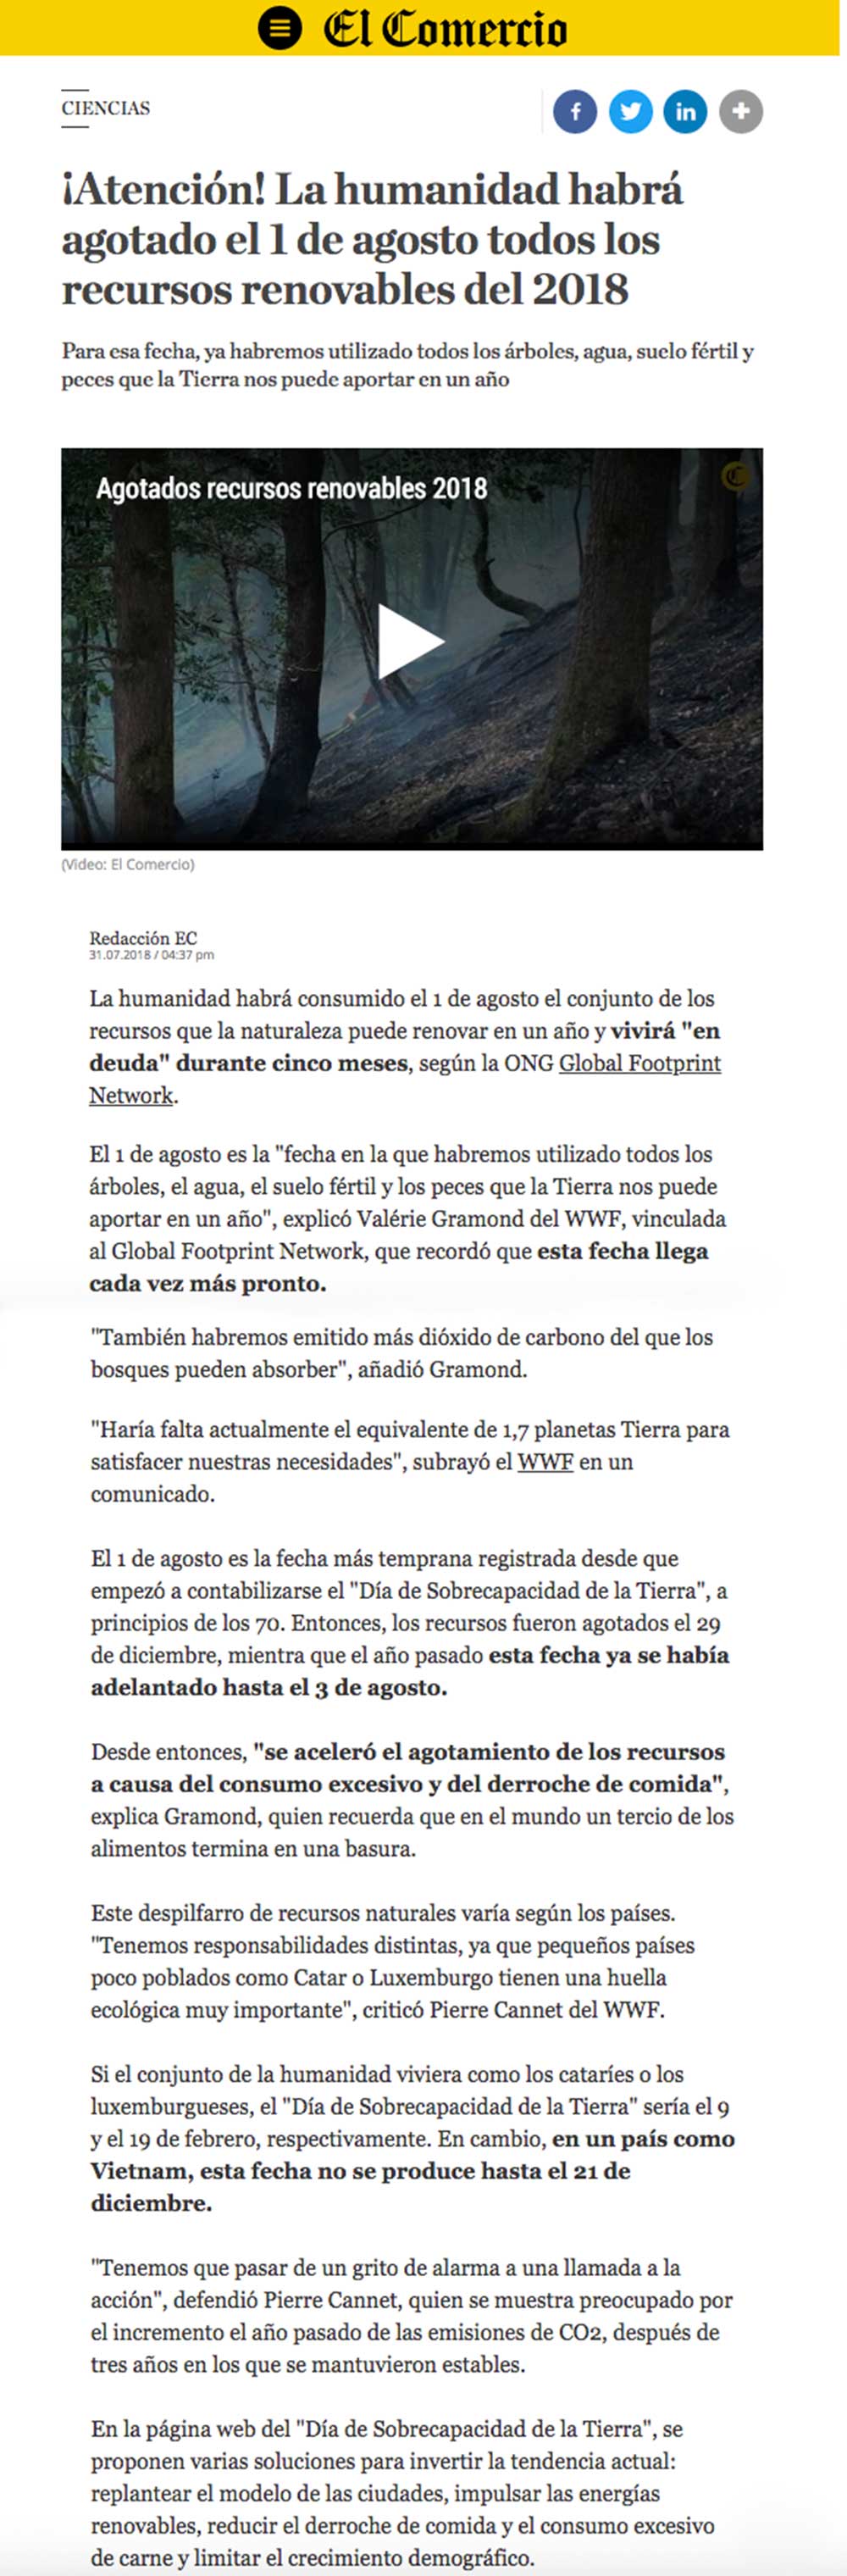 El Comercio
CIENCIAS
¡Atención! La humanidad habrá
agotado el 1 de agosto todos los
recursos renovables del 2018
Para esa fecha, ya habremos utilizado todos los árboles, agua, suelo fértil y
peces que la Tierra nos puede aportar en un año
Agotados recursos renovables 2018
(Video: El Comercio)
Redacción EC
31.07.2018 / 04:37 pm
La humanidad habrá consumido el 1 de agosto el conjunto de los
recursos que la naturaleza puede renovar en un año y vivirá "en
deuda" durante cinco meses, según la ONG Global Footprint
Network.
El 1 de agosto es la "fecha en la que habremos utilizado todos los
árboles, el agua, el suelo fértil y los peces que la Tierra nos puede
aportar en un año", explicó Valérie Gramond del WWF, vinculada
al Global Footprint Network, que recordó que esta fecha llega
cada vez más pronto.
"También habremos emitido más dióxido de carbono del que los
bosques pueden absorber", añadió Gramond.
"Haría falta actualmente el equivalente de 1,7 planetas Tierra para
satisfacer nuestras necesidades", subrayó el WWF en un
comunicado.
El 1 de agosto es la fecha más temprana registrada desde que
empezó a contabilizarse el "Día de Sobrecapacidad de la Tierra", a
principios de los 70. Entonces, los recursos fueron agotados el 29
de diciembre, mientra que el año pasado esta fecha ya se había
adelantado hasta el 3 de agosto.
Desde entonces, "se aceleró el agotamiento de los recursos
a causa del consumo excesivo y del derroche de comida",
explica Gramond, quien recuerda que en el mundo un tercio de los
alimentos termina en una basura.
Este despilfarro de recursos naturales varía según los países.
"Tenemos responsabilidades distintas, ya que pequeños países
poco poblados como Catar o Luxemburgo tienen una huella
ecológica muy importante", criticó Pierre Cannet del WWF.
Si el conjunto de la humanidad viviera como los cataríes o los
luxemburgueses, el "Día de Sobrecapacidad de la Tierra" sería el 9
y el 19 de febrero, respectivamente. En cambio, en un país como
Vietnam, esta fecha no se produce hasta el 21 de
diciembre.
"Tenemos que pasar de un grito de alarma a una llamada a la
acción", defendió Pierre Cannet, quien se muestra preocupado por
el incremento el año pasado de las emisiones de CO2, después de
tres años en los que se mantuvieron estables.
En la página web del "Día de Sobrecapacidad de la Tierra", se
proponen varias soluciones para invertir la tendencia actual:
replantear el modelo de las ciudades, impulsar las energías
renovables, reducir el derroche de comida y el consumo excesivo
de carne y limitar el crecimiento demográfico.